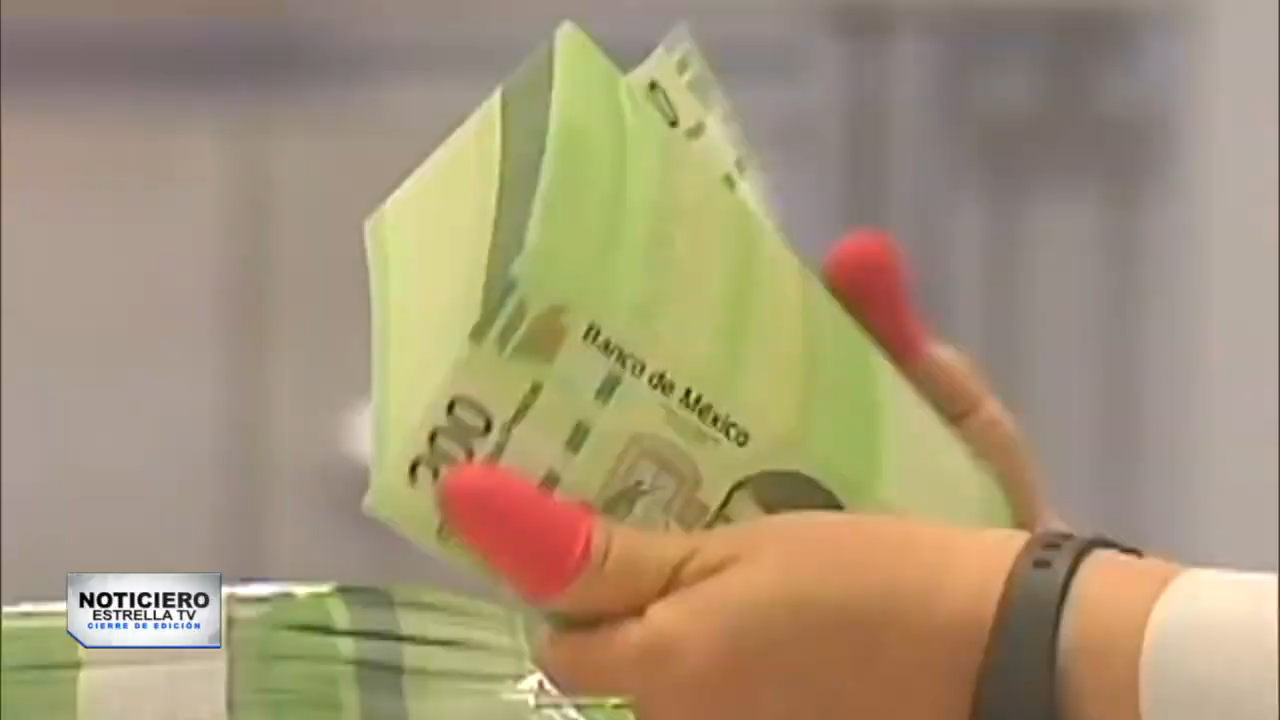 Banco de México
200
NOTICIERO
ESTRELLA TV
CIERRE DE EDICIÓN